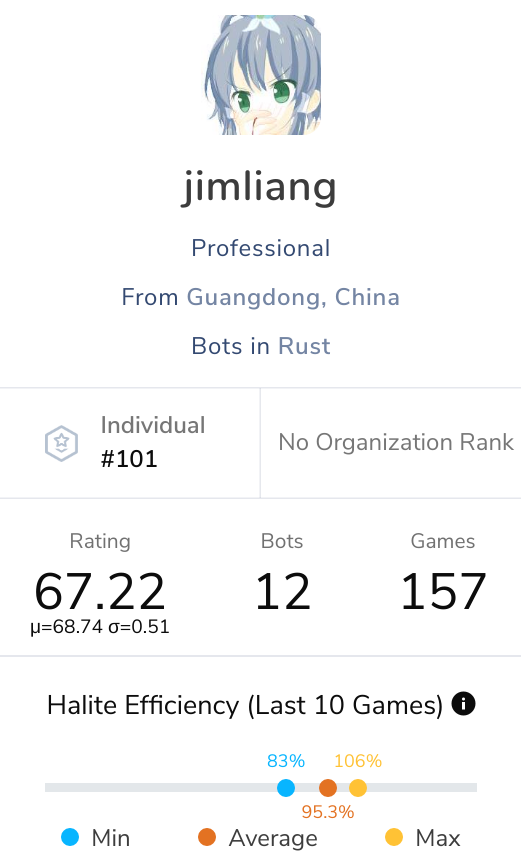 jimliang
Professional
From Guangdong, China
Bots in Rust
Individual
#101
No Organization Rank
Rating
67.22
μ=68.74 σ=0.51
Bots
12
Games
157
Halite Efficiency (Last 10 Games)
83%
106%
95.3%
Min
Average
Max